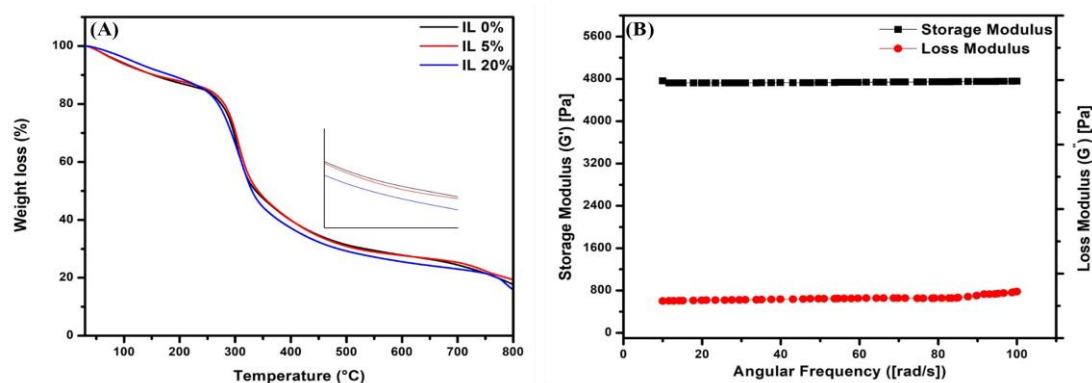 (A)
IL 0%
IL 5%
IL 20%
100
80
60
40
20
0
Weight loss (%)
100 200 300 400 500 600 700 800
Temperature (°C)
(B)
Storage Modulus
Loss Modulus
5600
4800
4000
3200
2400
1600
800
0
Storage Modulus (G') [Pa]
Loss Modulus (G") [Pa]
0 20 40 60 80 100
Angular Frequency ([rad/s])